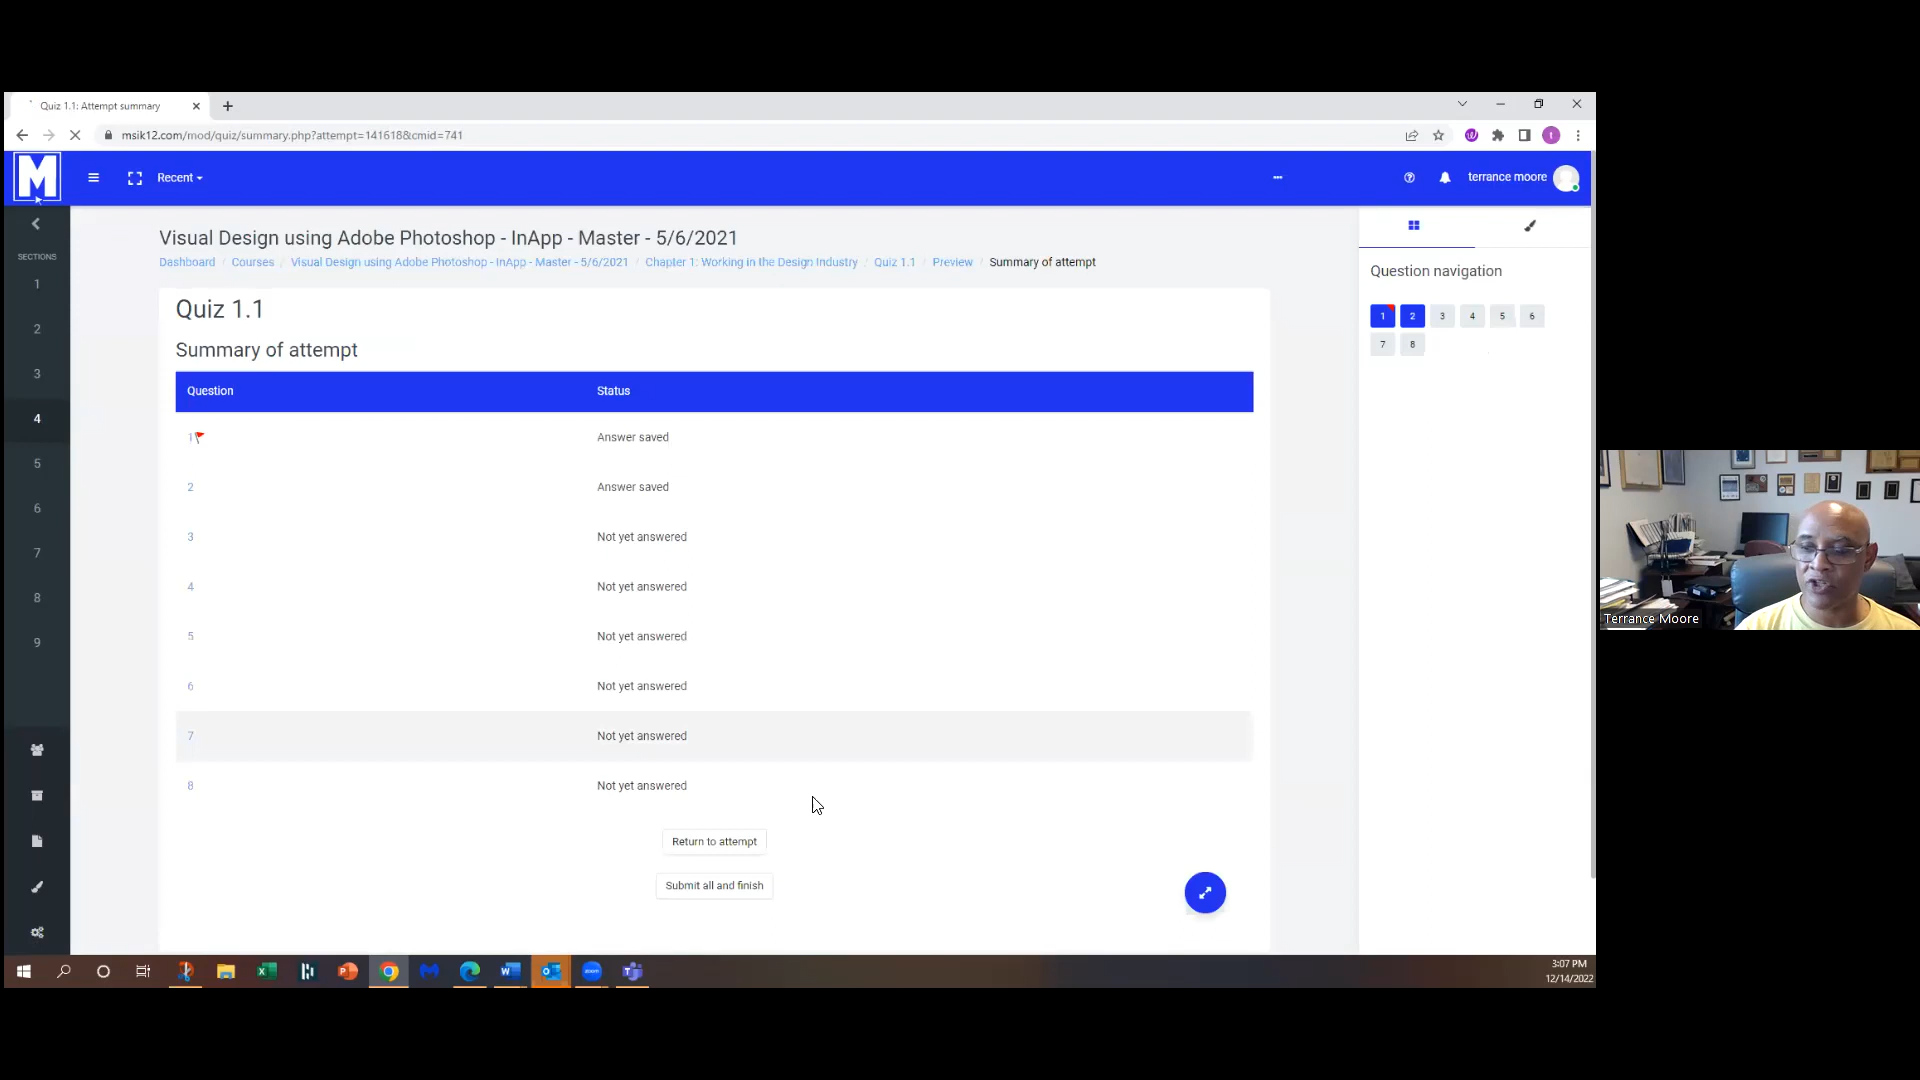 Quiz 1.1: Attempt summary
msik12.com/mod/quiz/summary.php?attempt=141618&cmid=741
M
Recent
terrance moore
Visual Design using Adobe Photoshop - InApp - Master - 5/6/2021
Dashboard / Courses / Visual Design using Adobe Photoshop - InApp - Master - 5/6/2021 / Chapter 1: Working in the Design Industry / Quiz 1.1 / Preview / Summary of attempt
SECTIONS
1
2
3
4
5
6
7
8
9
Quiz 1.1
Summary of attempt
Question Status
1 Answer saved
2 Answer saved
3 Not yet answered
4 Not yet answered
5 Not yet answered
6 Not yet answered
7 Not yet answered
8 Not yet answered
Return to attempt
Submit all and finish
Question navigation
1 2 3 4 5 6
7 8
Terrance Moore
3:07 PM
12/14/2022